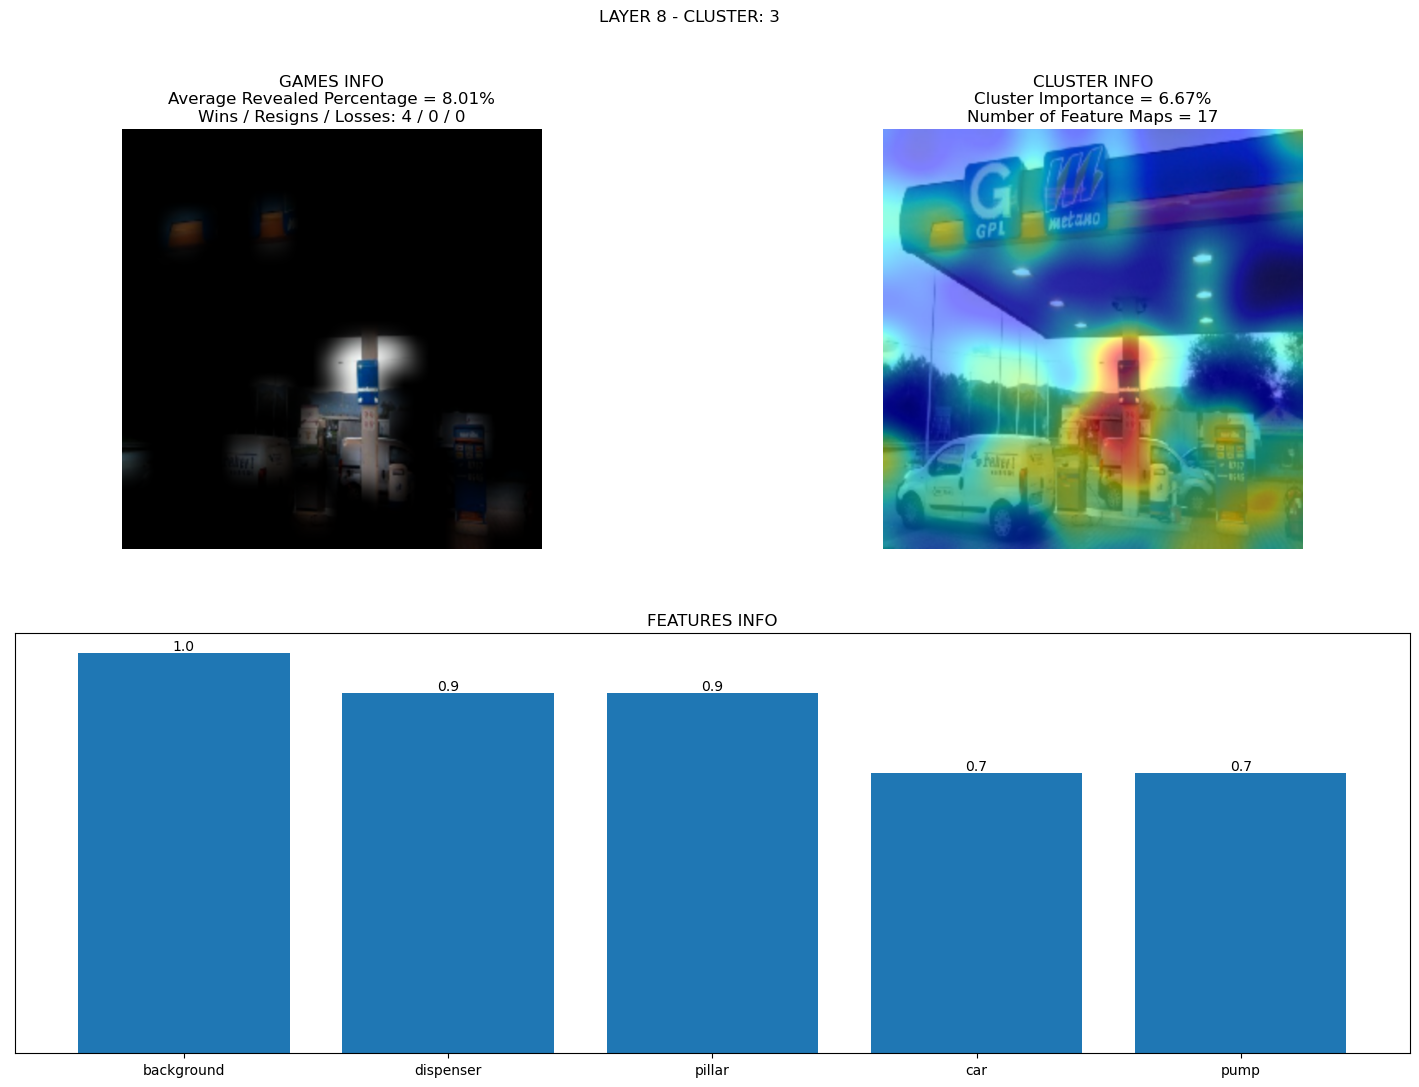 LAYER 8 - CLUSTER: 3
GAMES INFO
Average Revealed Percentage = 8.01%
Wins / Resigns / Losses: 4 / 0 / 0
CLUSTER INFO
Cluster Importance = 6.67%
Number of Feature Maps = 17
G
GPL
metano
FEATURES INFO
1.0
0.9
0.9
0.7
0.7
background
dispenser
pillar
car
pump